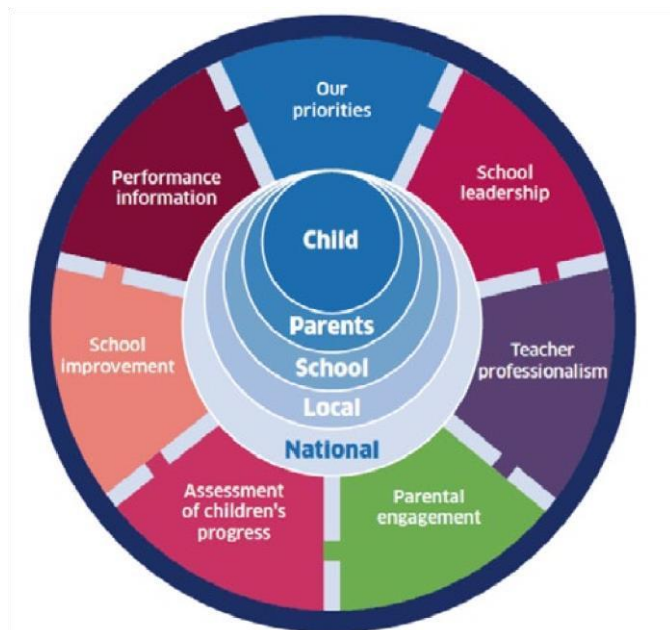 Our
priorities
School
leadership
Teacher
professionalism
Parental
engagement
Assessment
of children's
progress
School
improvement
Performance
information
Child
Parents
School
Local
National